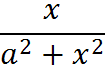 x
a² + x²